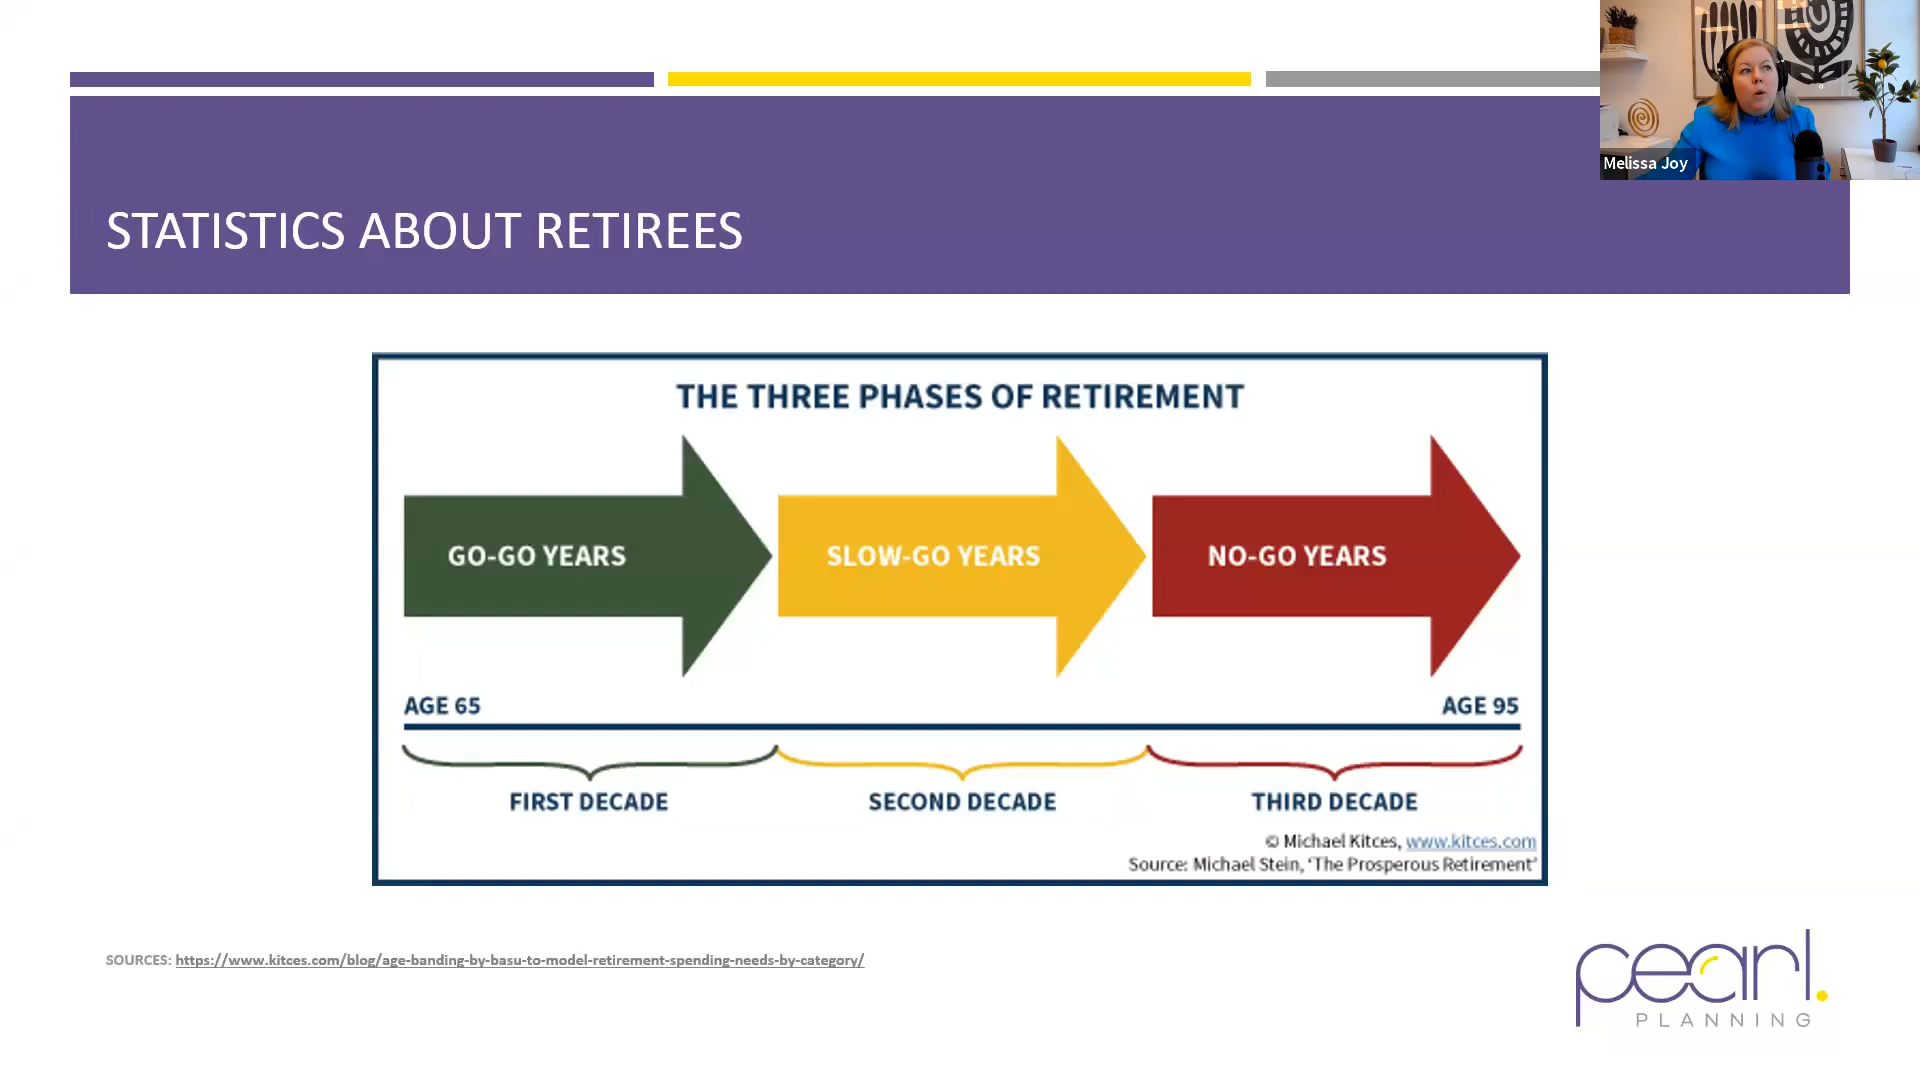 Melissa Joy
STATISTICS ABOUT RETIREES
THE THREE PHASES OF RETIREMENT
GO-GO YEARS
SLOW-GO YEARS
NO-GO YEARS
AGE 65
AGE 95
FIRST DECADE
SECOND DECADE
THIRD DECADE
© Michael Kitces, www.kitces.com
Source: Michael Stein, ‘The Prosperous Retirement’
SOURCES: https://www.kitces.com/blog/age-banding-by-basu-to-model-retirement-spending-needs-by-category/
pearl.
PLANNING